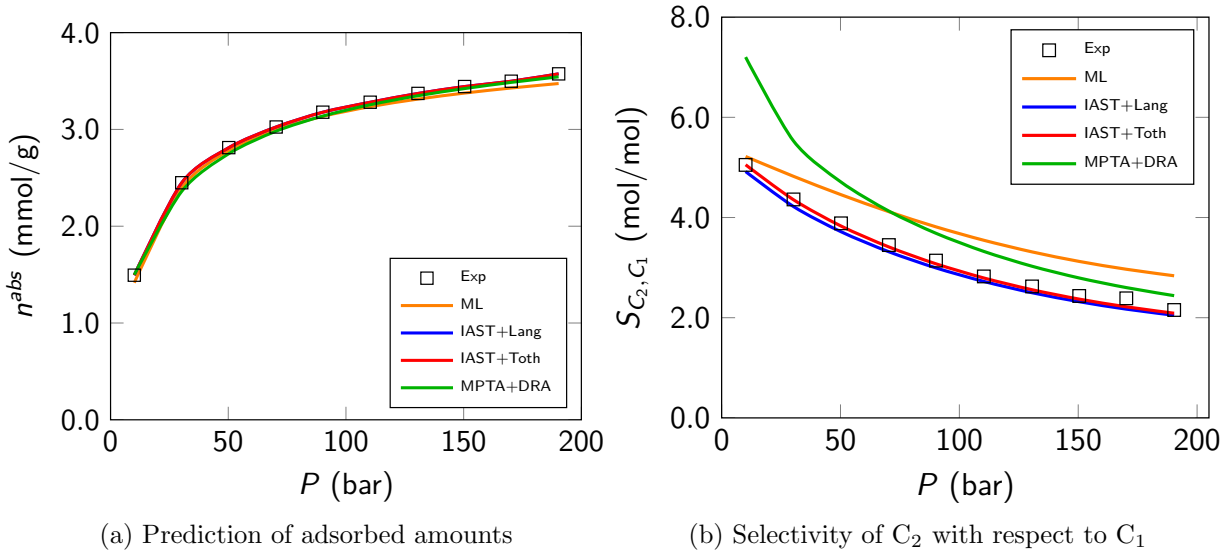 4.0
3.0
2.0
1.0
0.0
n^abs (mmol/g)
Exp
ML
IAST+Lang
IAST+Toth
MPTA+DRA
0 50 100 150 200
P (bar)
(a) Prediction of adsorbed amounts
8.0
6.0
4.0
2.0
0.0
S_C₂,C₁ (mol/mol)
Exp
ML
IAST+Lang
IAST+Toth
MPTA+DRA
0 50 100 150 200
P (bar)
(b) Selectivity of C₂ with respect to C₁